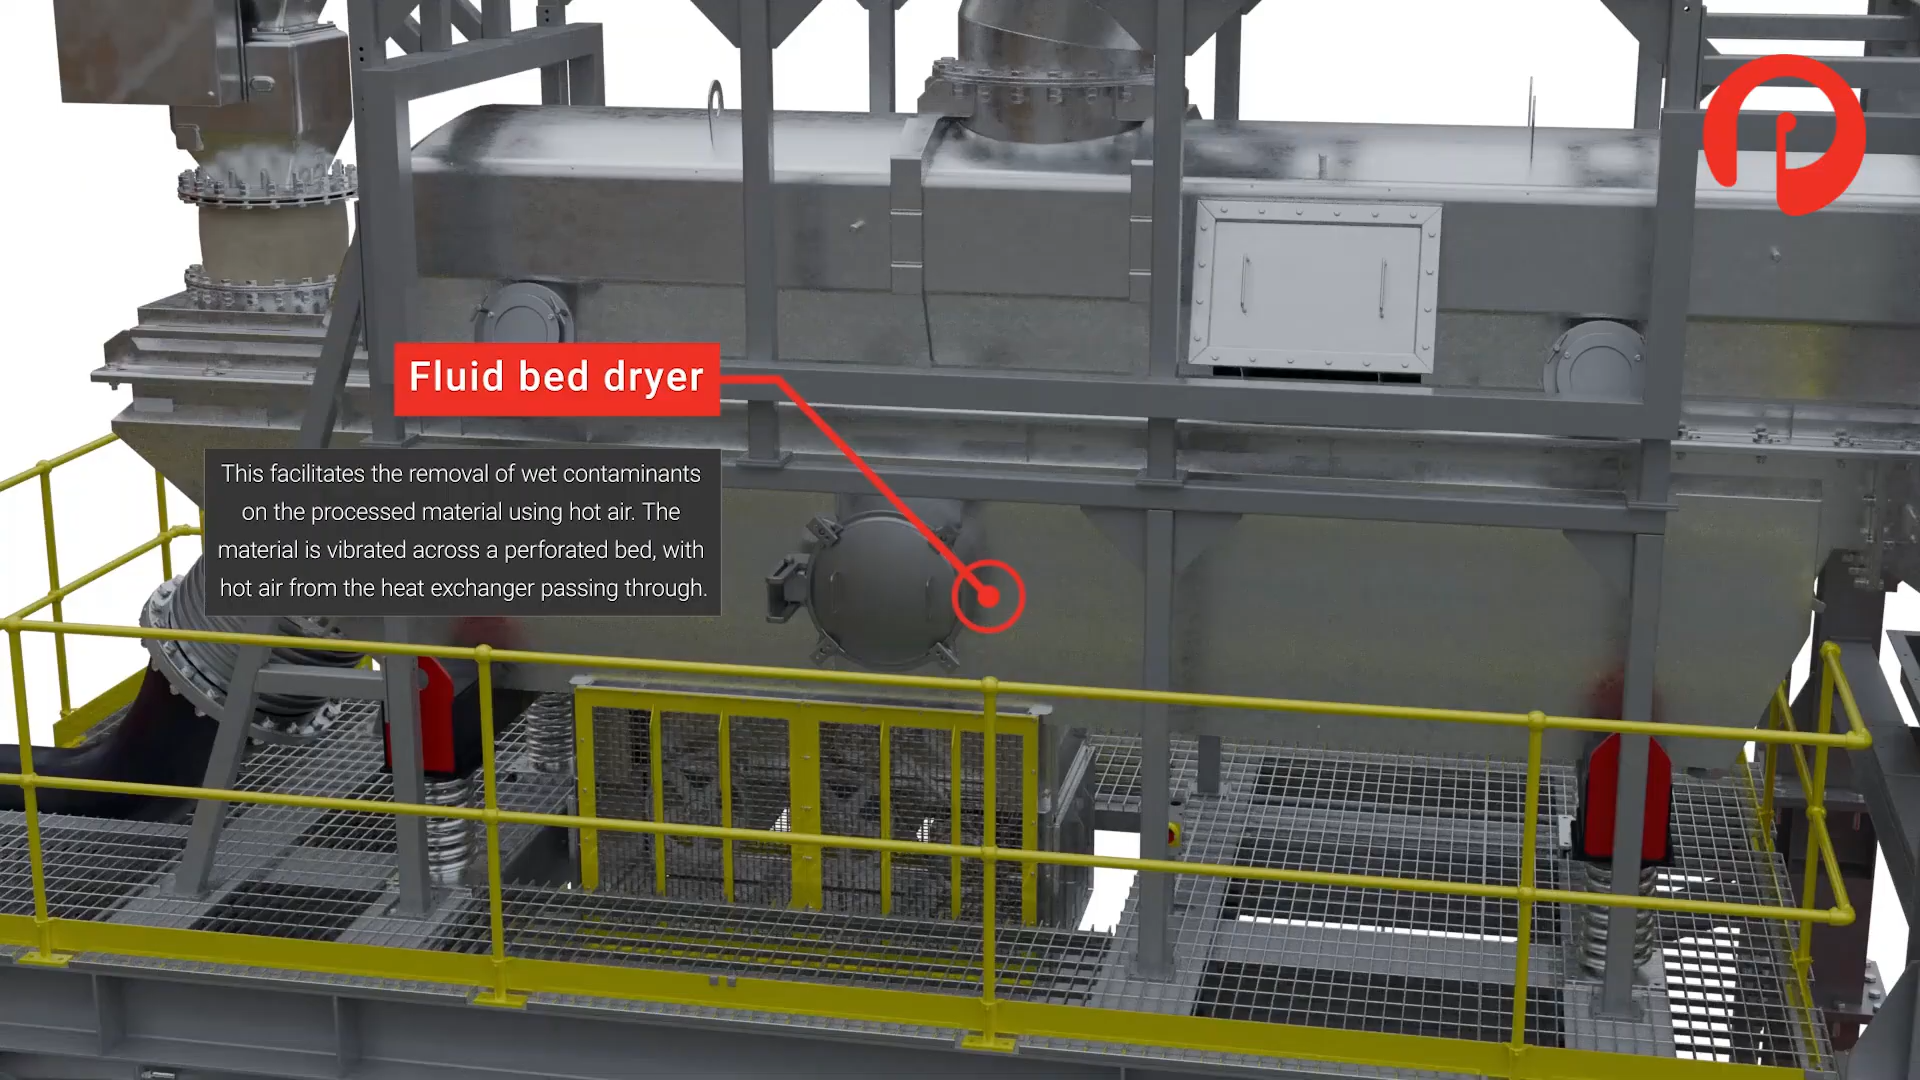 Fluid bed dryer
This facilitates the removal of wet contaminants
on the processed material using hot air. The
material is vibrated across a perforated bed, with
hot air from the heat exchanger passing through.